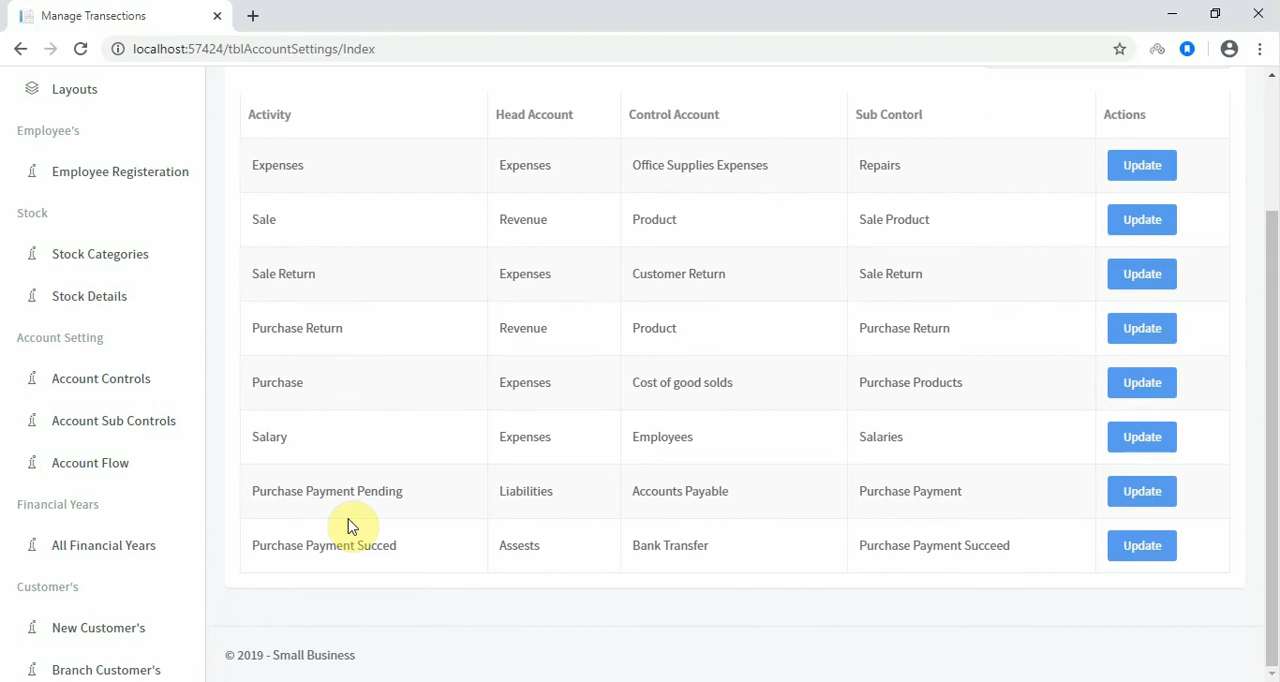 Manage Transections
localhost:57424/tblAccountSettings/Index
Layouts
Employee's
Employee Registeration
Stock
Stock Categories
Stock Details
Account Setting
Account Controls
Account Sub Controls
Account Flow
Financial Years
All Financial Years
Customer's
New Customer's
Branch Customer's
Activity Head Account Control Account Sub Contorl Actions
Expenses Expenses Office Supplies Expenses Repairs Update
Sale Revenue Product Sale Product Update
Sale Return Expenses Customer Return Sale Return Update
Purchase Return Revenue Product Purchase Return Update
Purchase Expenses Cost of good solds Purchase Products Update
Salary Expenses Employees Salaries Update
Purchase Payment Pending Liabilities Accounts Payable Purchase Payment Update
Purchase Payment Succed Assests Bank Transfer Purchase Payment Succeed Update
© 2019 - Small Business